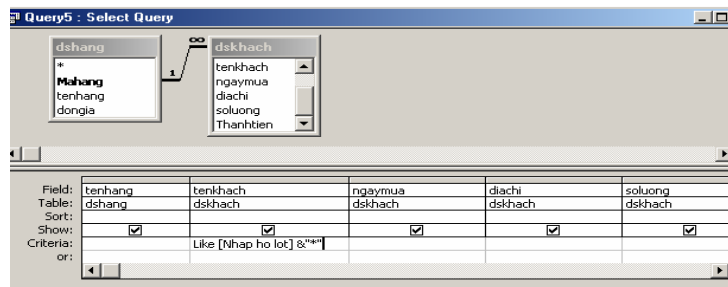 Query5 : Select Query
dshang
*
Mahang
tenhang
dongia
1
∞
dskhach
tenkhach
ngaymua
diachi
soluong
Thanhtien
Field: tenhang tenkhach ngaymua diachi soluong
Table: dshang dskhach dskhach dskhach dskhach
Sort:
Show:
Criteria: Like [Nhap ho lot] &"*"
or: